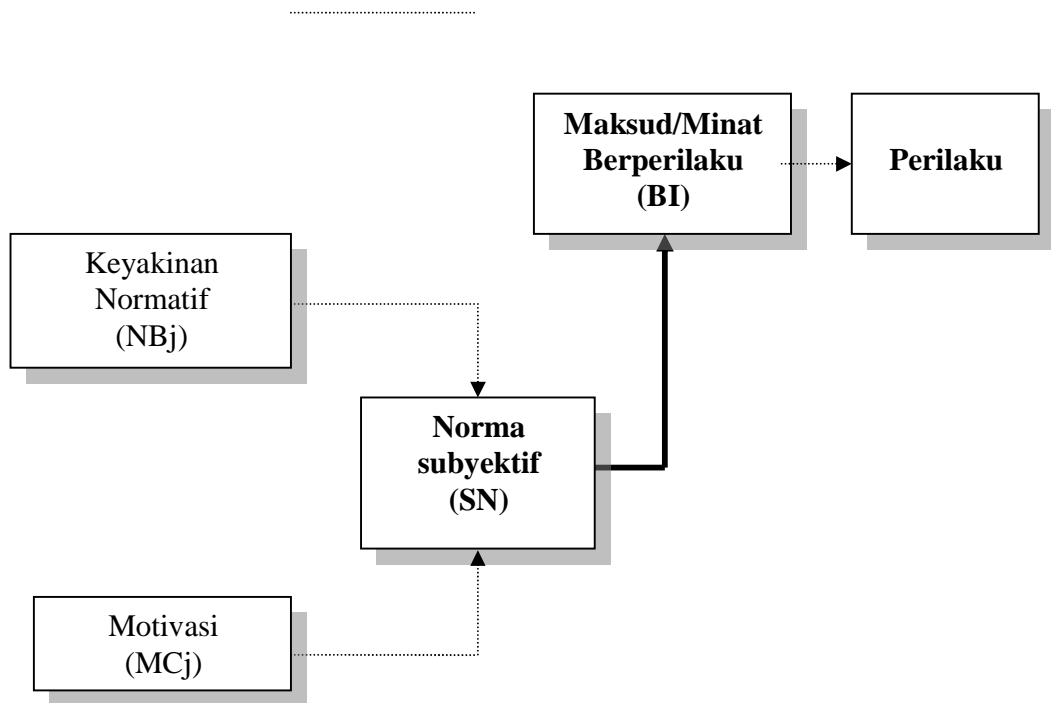 Maksud/Minat
Berperilaku
(BI)
Perilaku
Keyakinan
Normatif
(NBj)
Norma
subyektif
(SN)
Motivasi
(MCj)